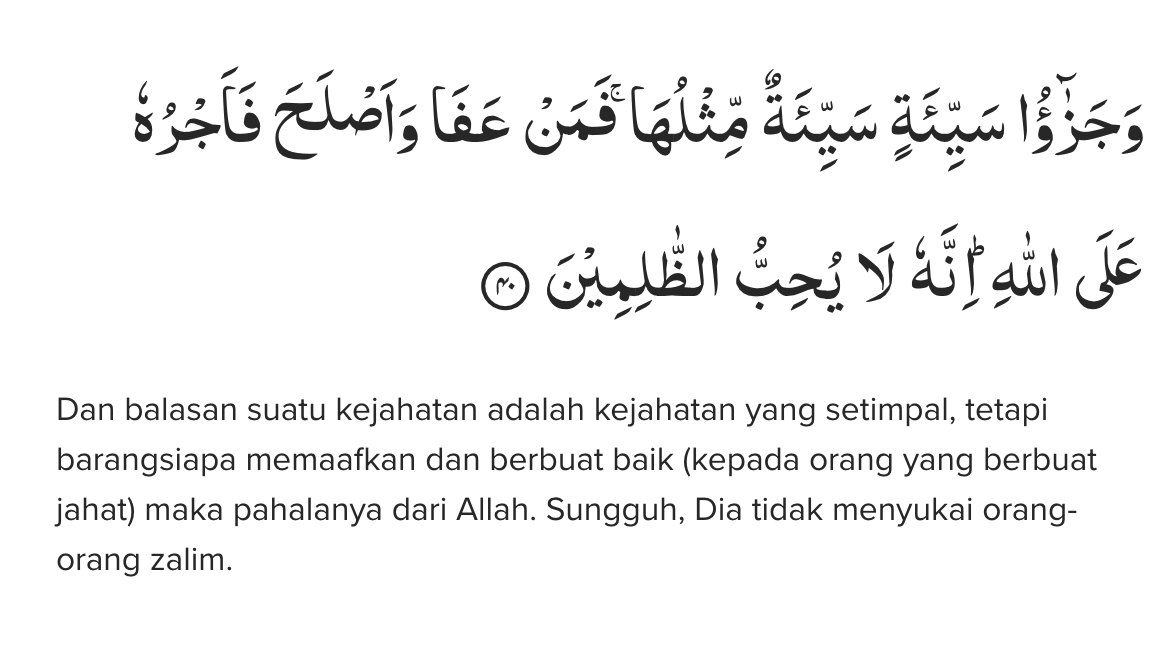 وَجَزٰۤؤُا سَيِّئَةٍ سَيِّئَةٌ مِّثْلُهَا ۚفَمَنْ عَفَا وَاَصْلَحَ فَاَجْرُهٗ
عَلَى اللّٰهِ ۗاِنَّهٗ لَا يُحِبُّ الظّٰلِمِيْنَ ٤٠
Dan balasan suatu kejahatan adalah kejahatan yang setimpal, tetapi
barangsiapa memaafkan dan berbuat baik (kepada orang yang berbuat
jahat) maka pahalanya dari Allah. Sungguh, Dia tidak menyukai orang-
orang zalim.